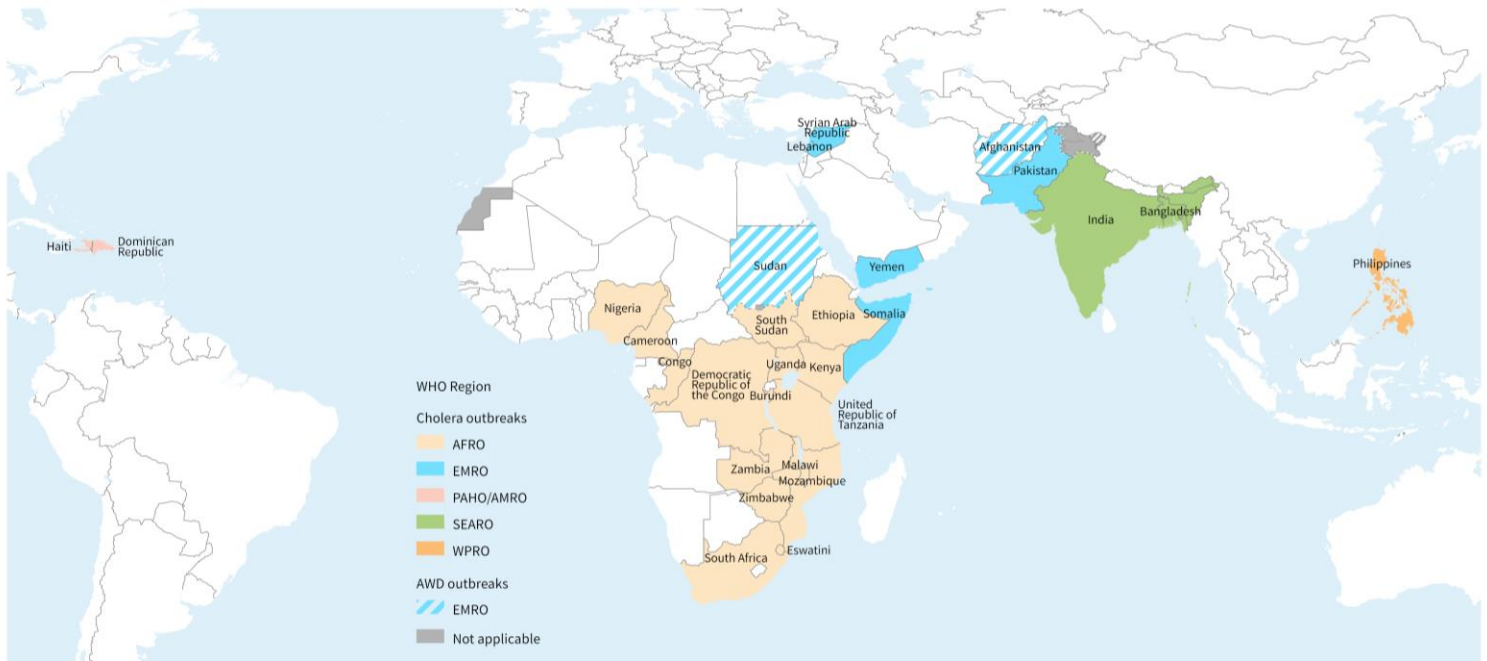 Syrian Arab
Republic
Lebanon
Afghanistan
Pakistan
India
Bangladesh
Haiti
Dominican
Republic
Sudan
Yemen
Philippines
Nigeria
South
Sudan
Ethiopia
Somalia
Cameroon
Congo
Democratic
Republic of
the Congo
Uganda
Kenya
Burundi
United
Republic of
Tanzania
Zambia
Malawi
Mozambique
Zimbabwe
South Africa
Eswatini
WHO Region
Cholera outbreaks
AFRO
EMRO
PAHO/AMRO
SEARO
WPRO
AWD outbreaks
EMRO
Not applicable